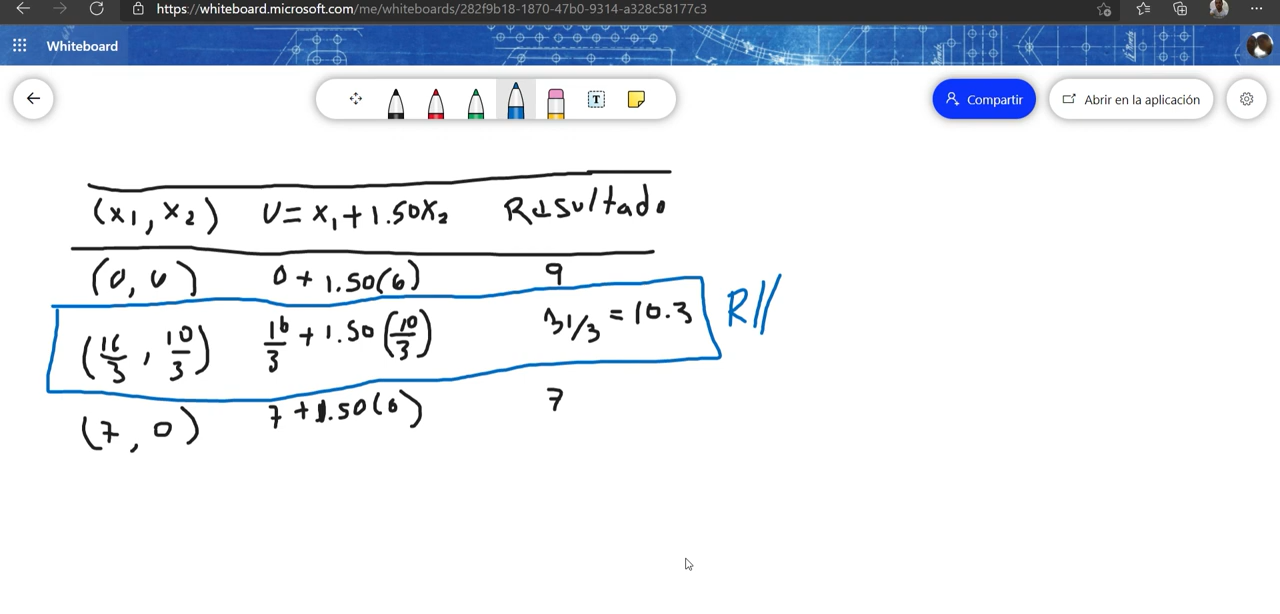 https://whiteboard.microsoft.com/me/whiteboards/282f9b18-1870-47b0-9314-a328c58177c3
Whiteboard
T
Compartir
Abrir en la aplicación
(x1, x2) U= x1+1.50x2 Resultado
(0, 6) 0+1.50(6) 9
(16/3, 10/3) 16/3+1.50(10/3) 31/3 = 10.3 R//
(7, 0) 7+1.50(0) 7